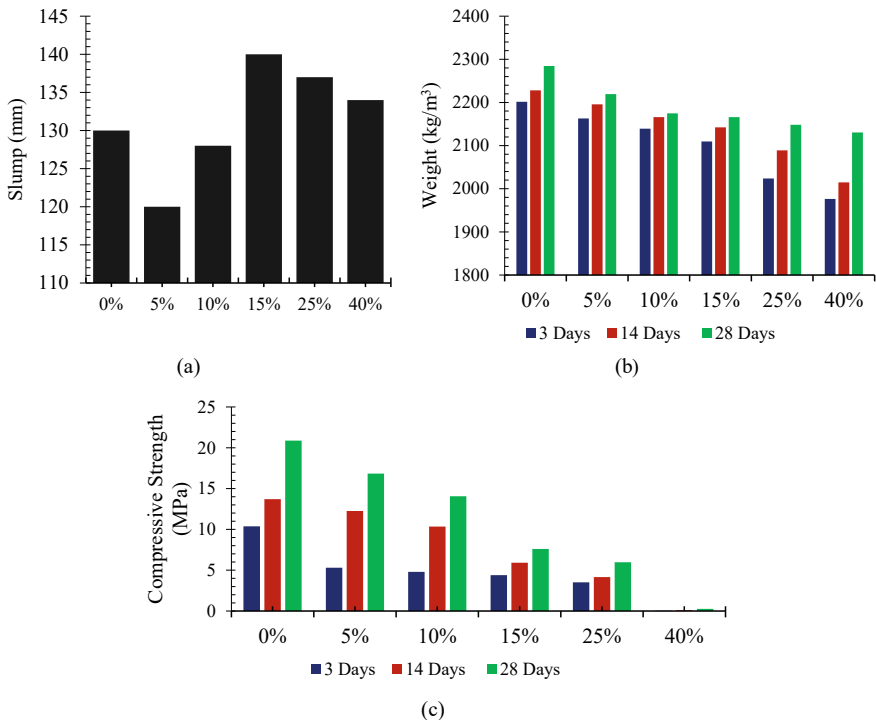 Slump (mm)
145
140
135
130
125
120
115
110
0% 5% 10% 15% 25% 40%
(a)
Weight (kg/m³)
2400
2300
2200
2100
2000
1900
1800
0% 5% 10% 15% 25% 40%
3 Days 14 Days 28 Days
(b)
Compressive Strength
(MPa)
25
20
15
10
5
0
0% 5% 10% 15% 25% 40%
3 Days 14 Days 28 Days
(c)